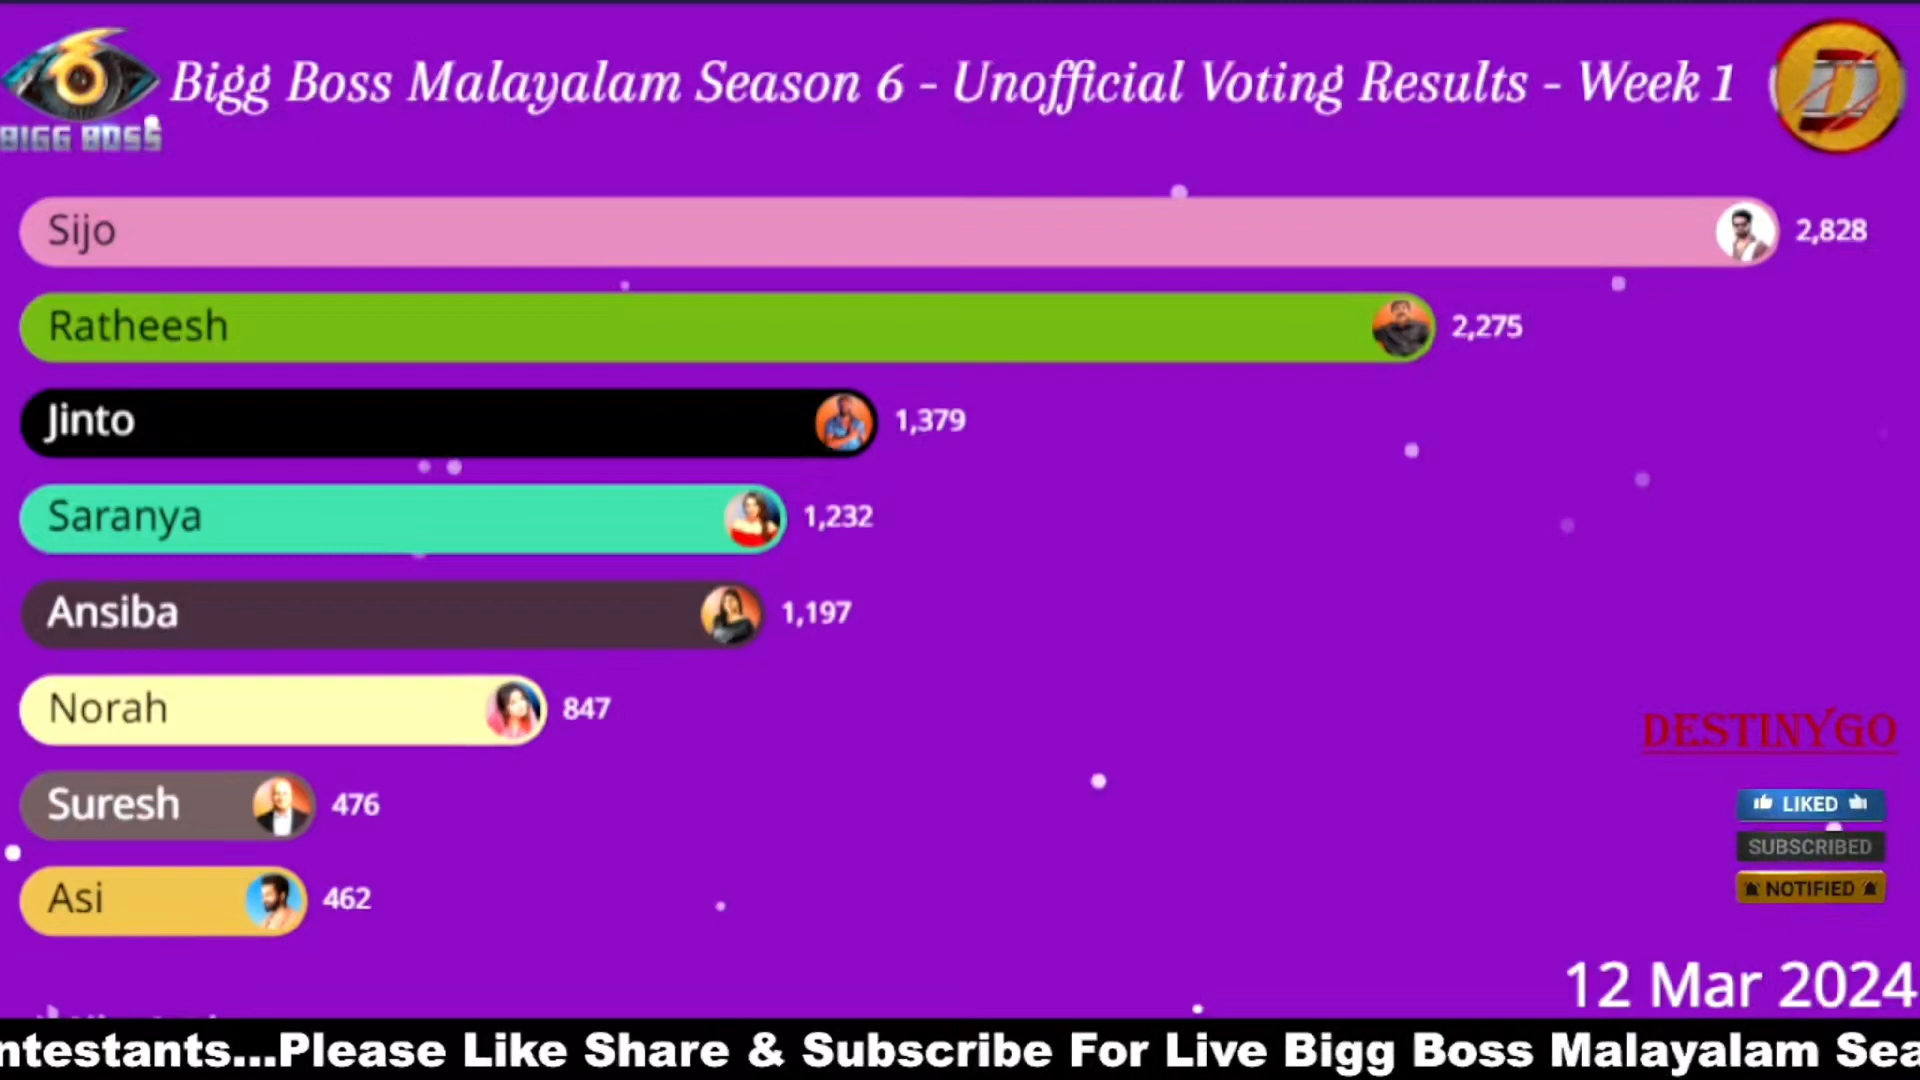 Bigg Boss Malayalam Season 6 - Unofficial Voting Results - Week 1
BIGG BOSS
D
Sijo 2,828
Ratheesh 2,275
Jinto 1,379
Saranya 1,232
Ansiba 1,197
Norah 847
DESTINYGO
Suresh 476
LIKED
SUBSCRIBED
NOTIFIED
Asi 462
12 Mar 2024
ntestants...Please Like Share & Subscribe For Live Bigg Boss Malayalam Sea